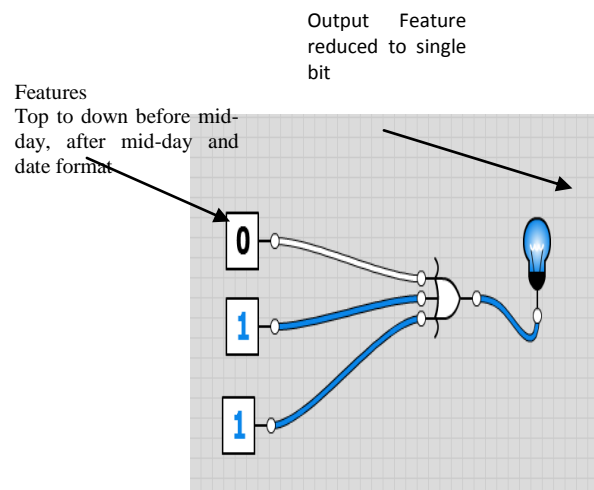 Output Feature
reduced to single
bit
Features
Top to down before mid-
day, after mid-day and
date format
0
1
1